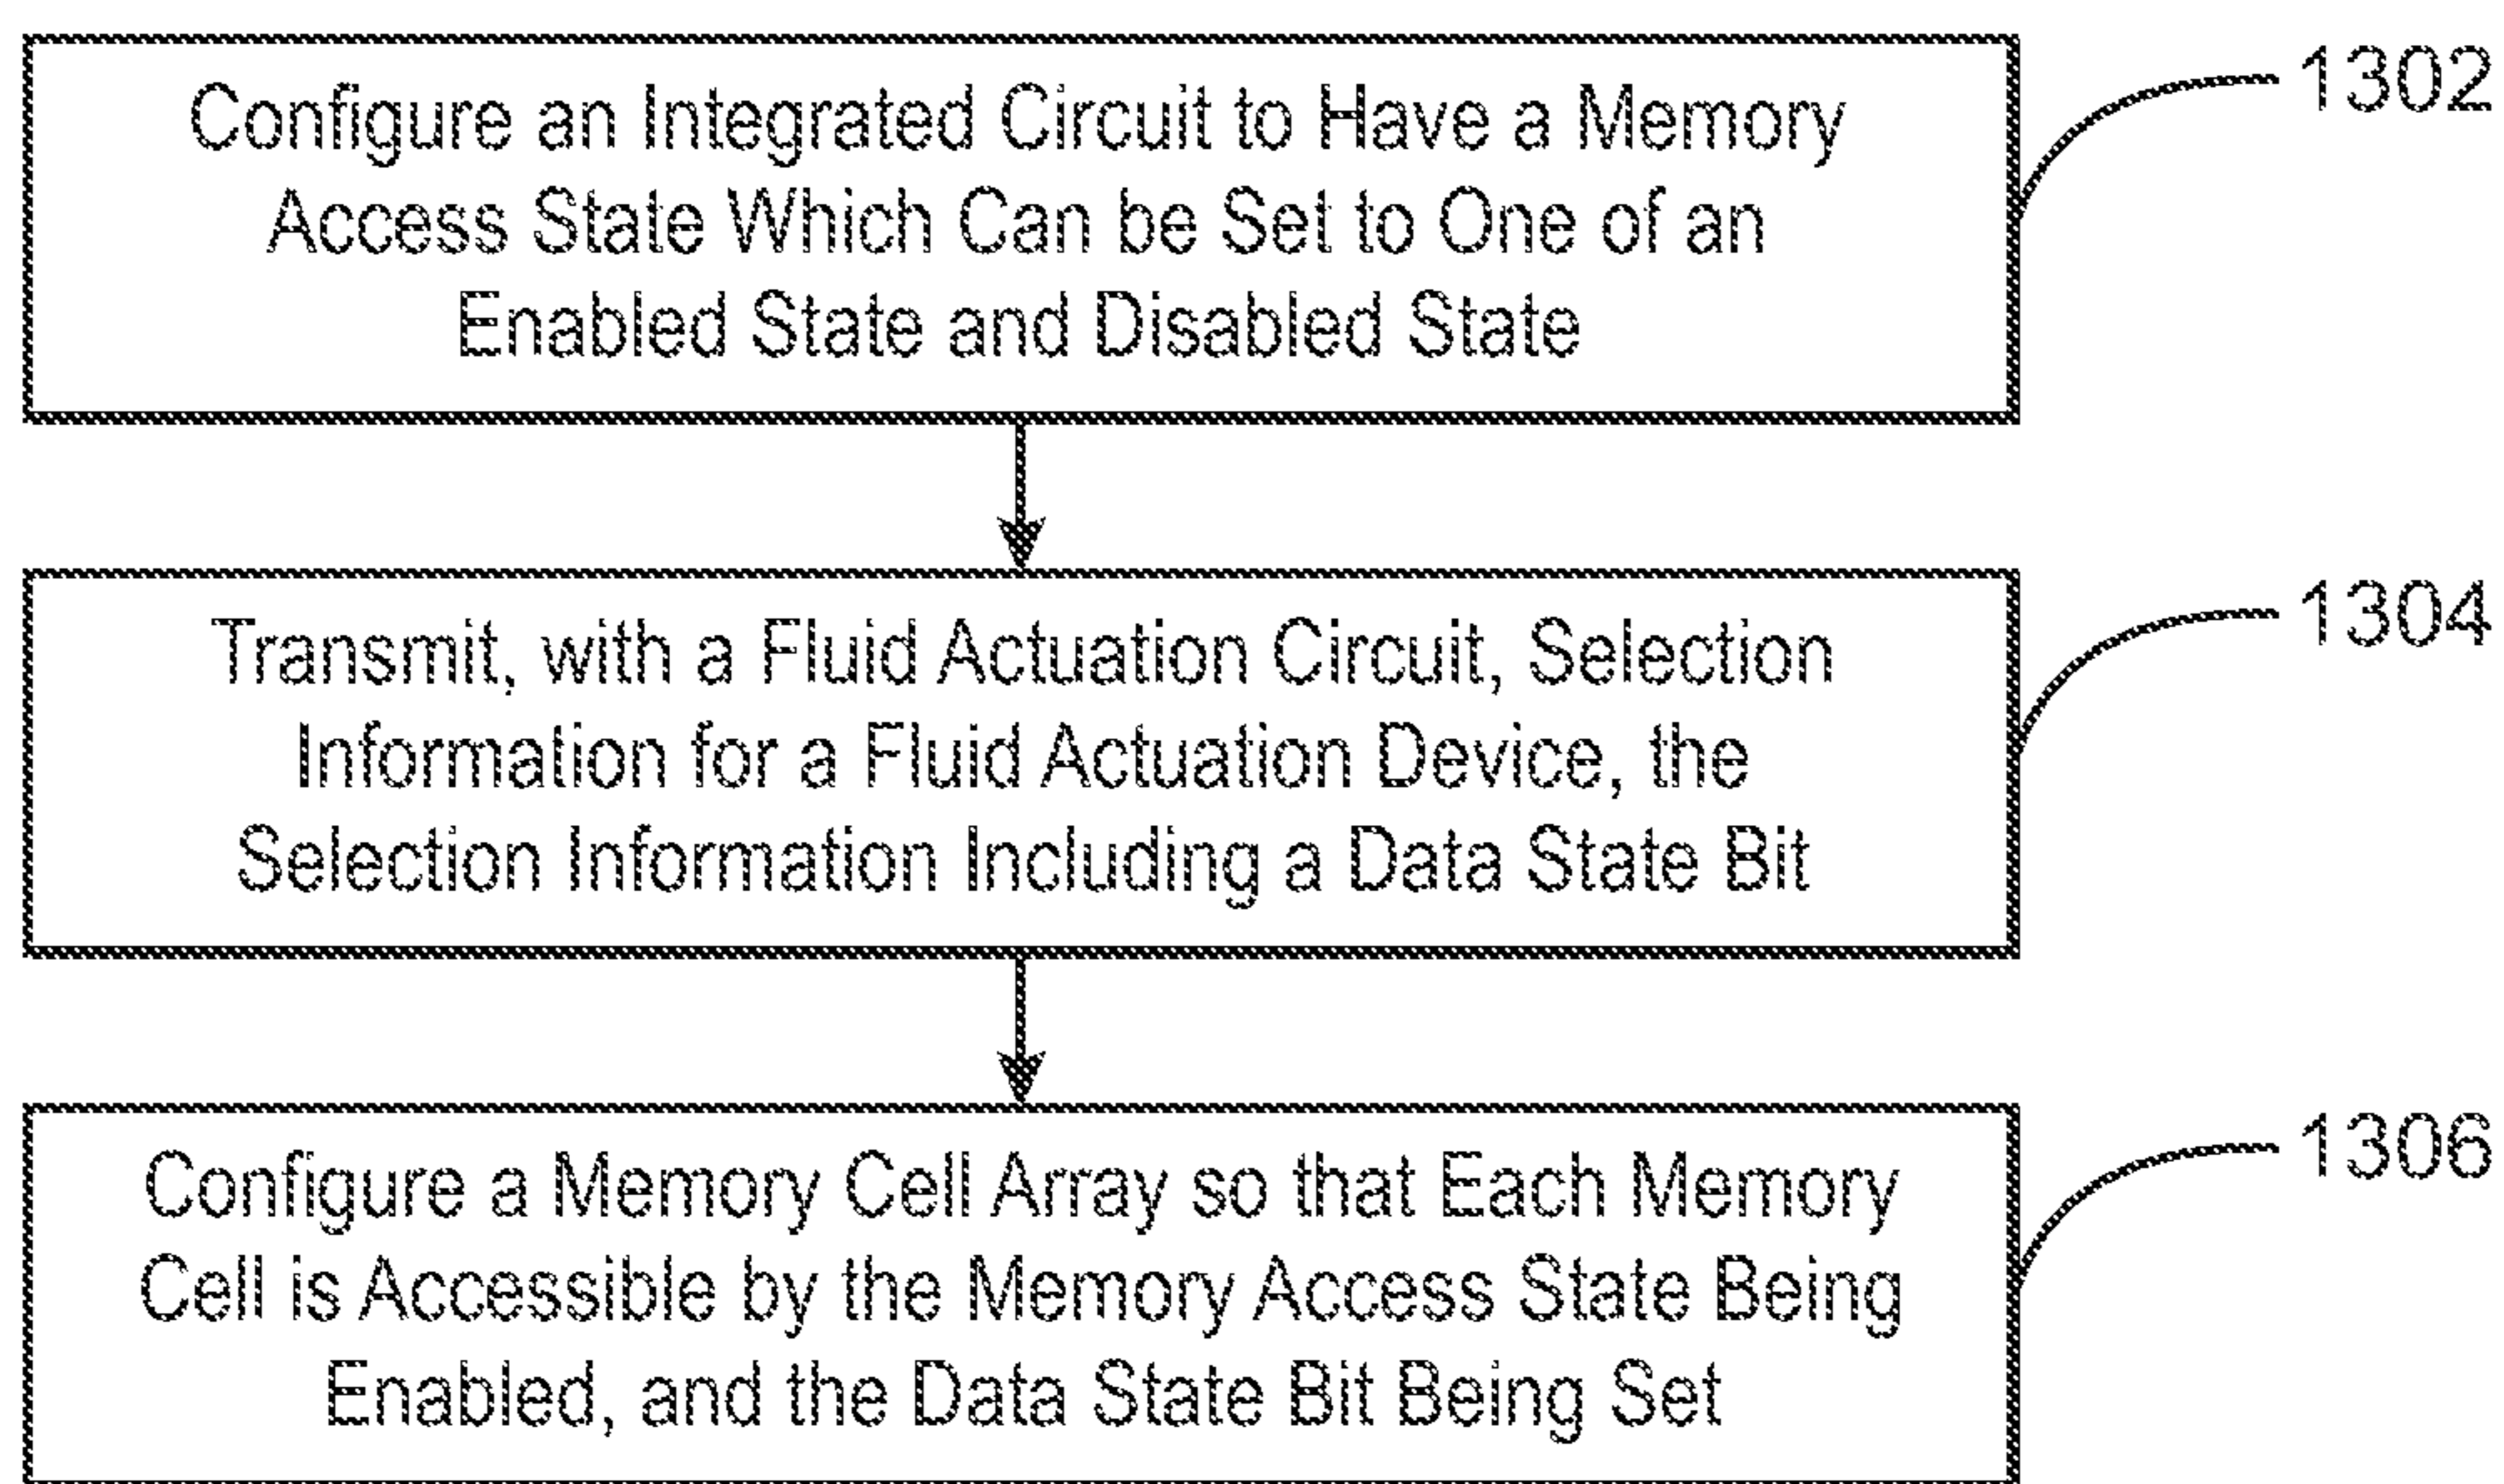 Configure an Integrated Circuit to Have a Memory
Access State Which Can be Set to One of an
Enabled State and Disabled State
1302
Transmit, with a Fluid Actuation Circuit, Selection
Information for a Fluid Actuation Device, the
Selection Information Including a Data State Bit
1304
Configure a Memory Cell Array so that Each Memory
Cell is Accessible by the Memory Access State Being
Enabled, and the Data State Bit Being Set
1306